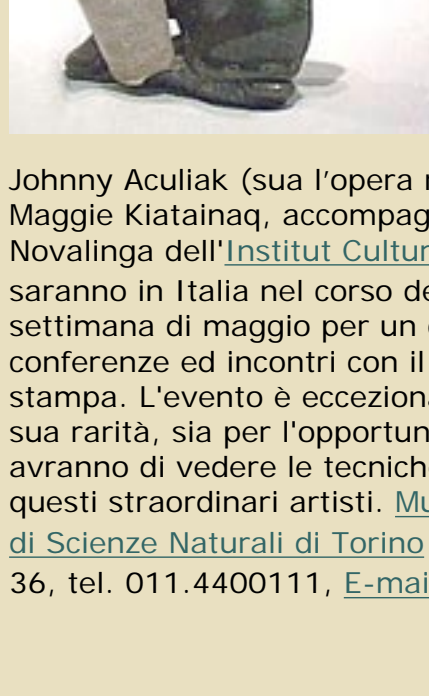 Johnny Aculiak (sua l'opera
Maggie Kiatainaq, accompag
Novalinga dell'Institut Cultur
saranno in Italia nel corso de
settimana di maggio per un
conferenze ed incontri con il
stampa. L'evento è ecceziona
sua rarità, sia per l'opportun
avranno di vedere le tecnich
questi straordinari artisti. Mu
di Scienze Naturali di Torino
36, tel. 011.4400111, E-mai